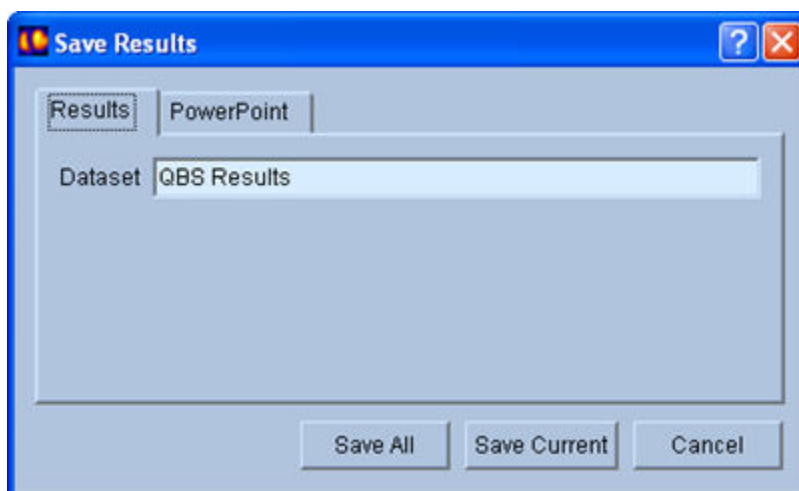 Save Results
Results PowerPoint
Dataset QBS Results
Save All Save Current Cancel